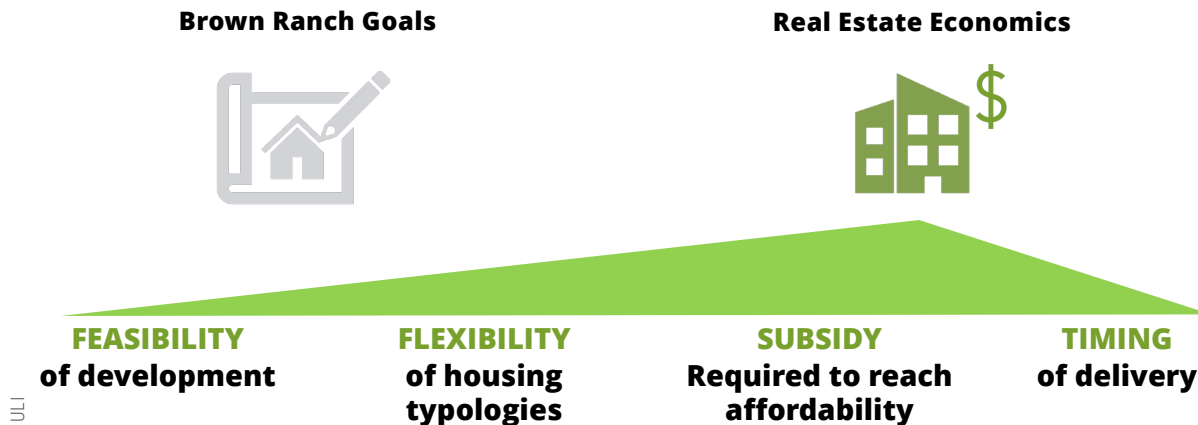 Brown Ranch Goals
Real Estate Economics
$
FEASIBILITY
of development
FLEXIBILITY
of housing
typologies
SUBSIDY
Required to reach
affordability
TIMING
of delivery
ULI